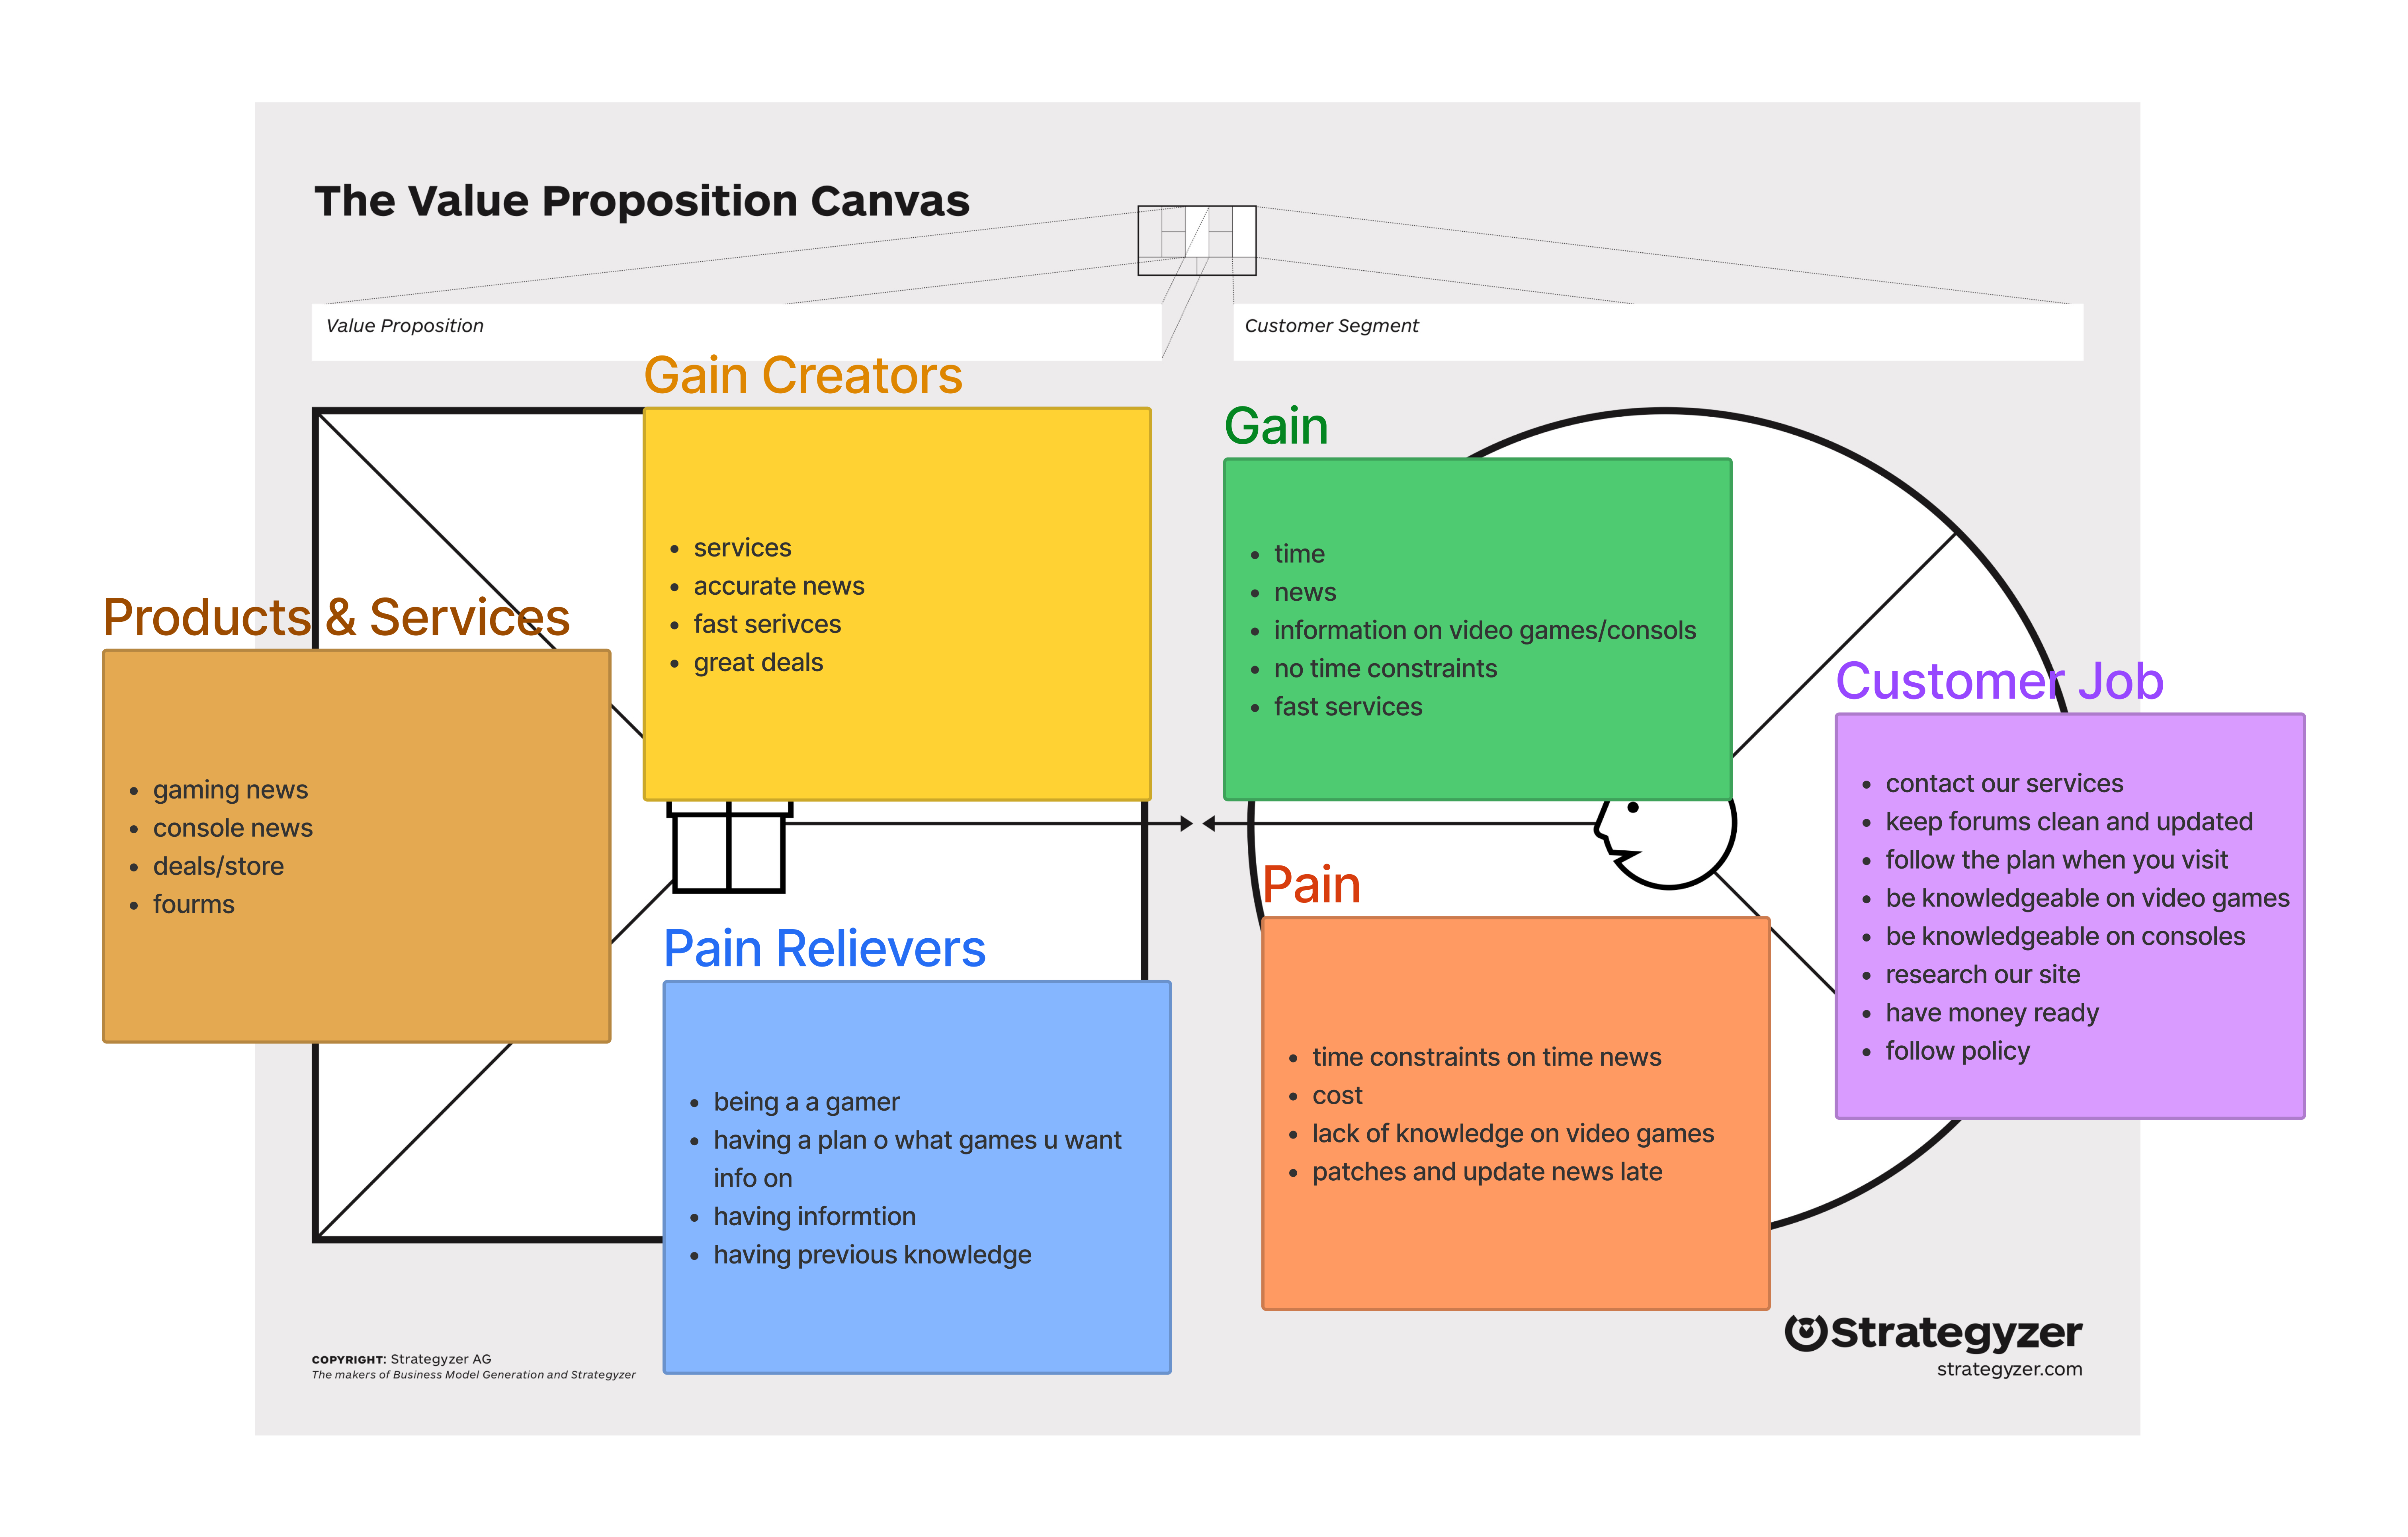 The Value Proposition Canvas
Value Proposition
Customer Segment
Gain Creators
• services
• accurate news
• fast serivces
• great deals
Gain
• time
• news
• information on video games/consols
• no time constraints
• fast services
Products & Services
• gaming news
• console news
• deals/store
• fourms
Customer Job
• contact our services
• keep forums clean and updated
• follow the plan when you visit
• be knowledgeable on video games
• be knowledgeable on consoles
• research our site
• have money ready
• follow policy
Pain Relievers
• being a a gamer
• having a plan o what games u want
info on
• having informtion
• having previous knowledge
Pain
• time constraints on time news
• cost
• lack of knowledge on video games
• patches and update news late
COPYRIGHT: Strategyzer AG
The makers of Business Model Generation and Strategyzer
Strategyzer
strategyzer.com